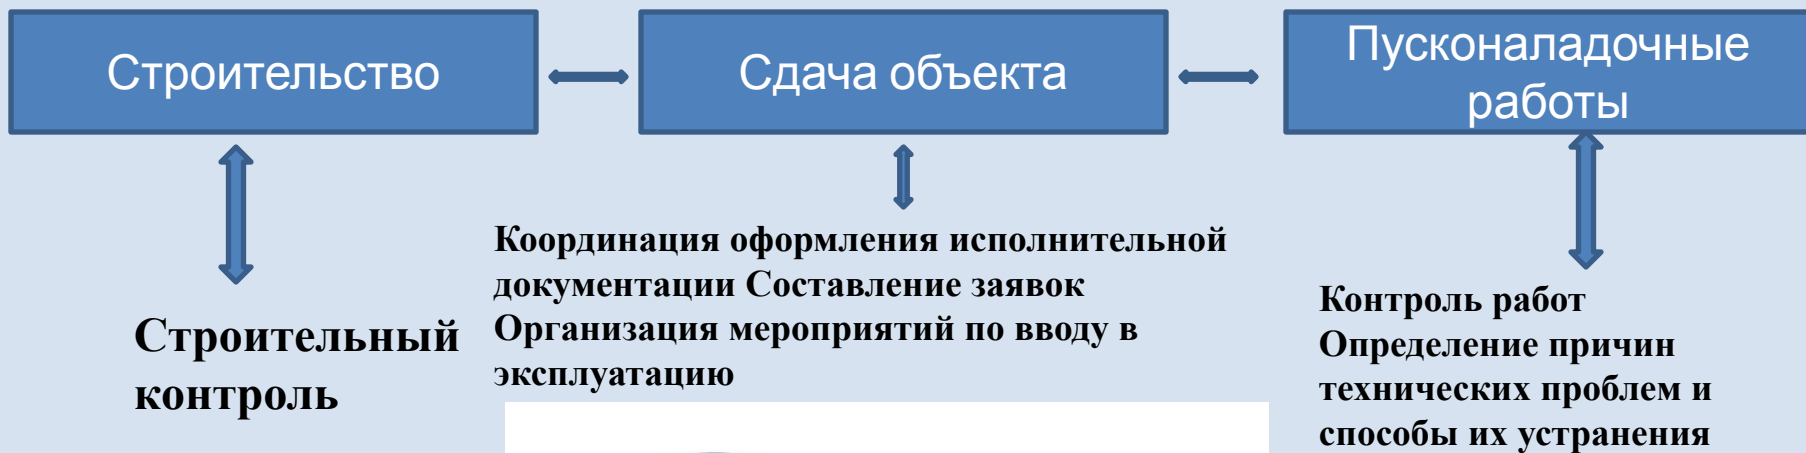 Строительство
Сдача объекта
Пусконаладочные
работы
Строительный
контроль
Координация оформления исполнительной
документации Составление заявок
Организация мероприятий по вводу в
эксплуатацию
Контроль работ
Определение причин
технических проблем и
способы их устранения